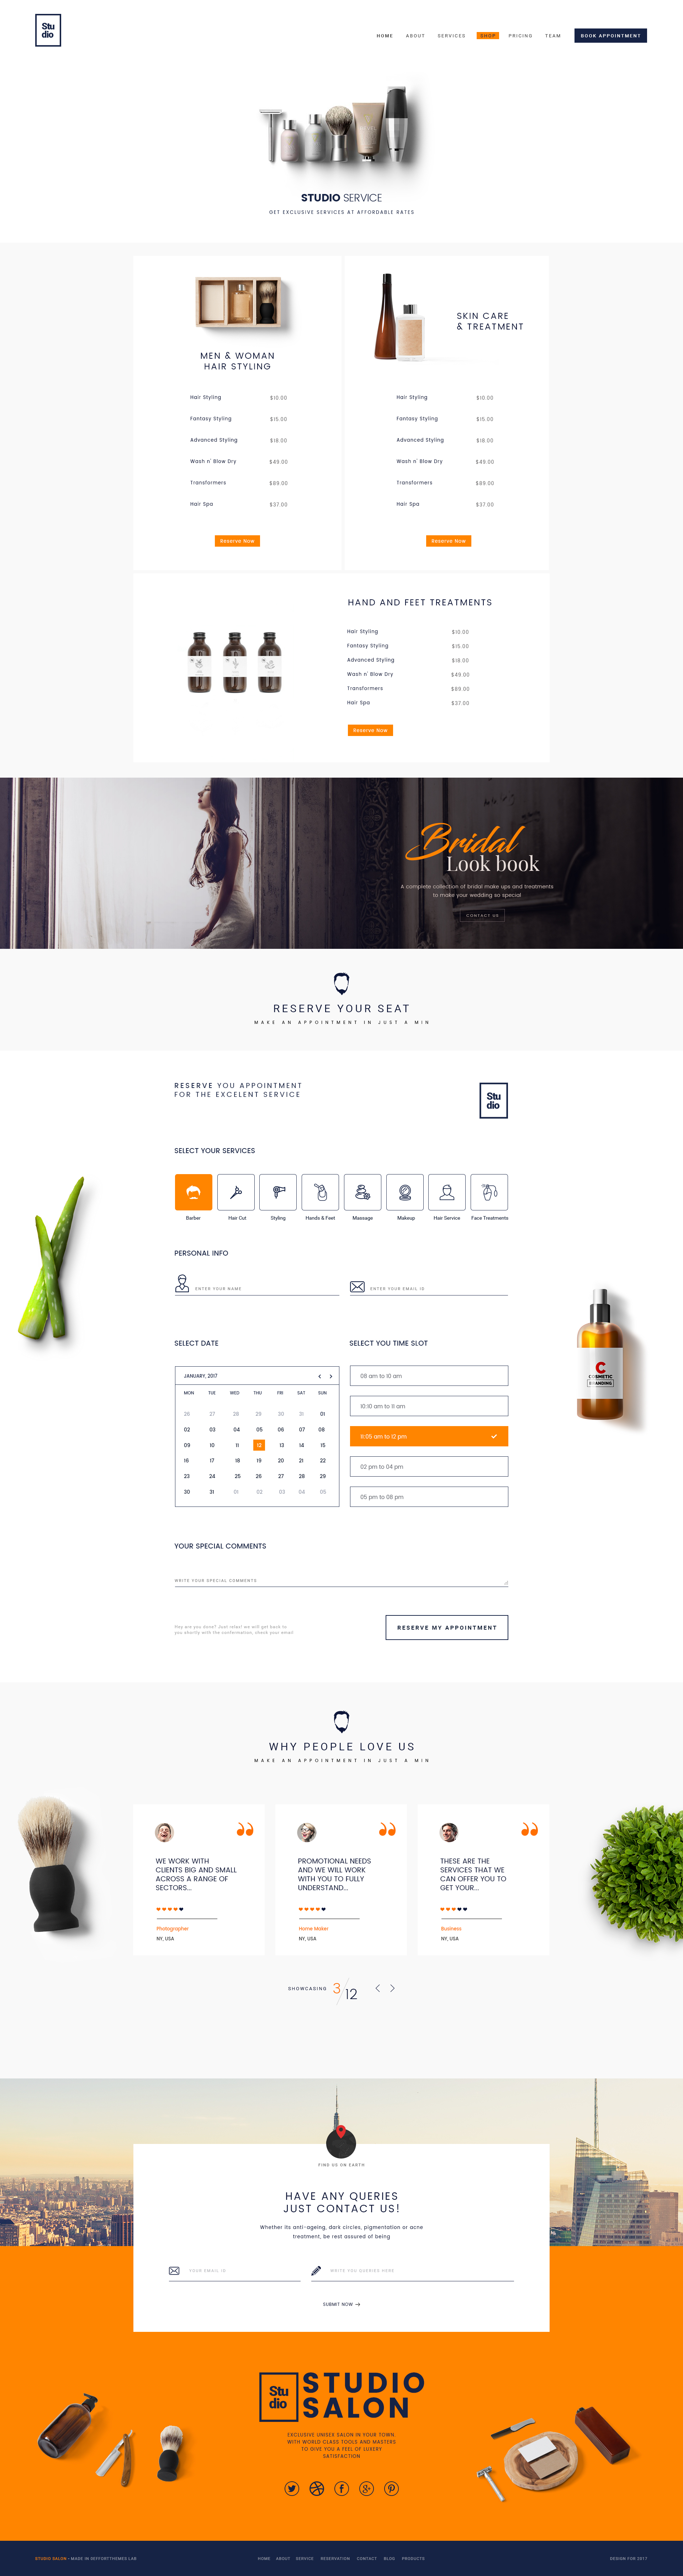 Stu
dio
HOME ABOUT SERVICES SHOP PRICING TEAM BOOK APPOINTMENT
STUDIO SERVICE
GET EXCLUSIVE SERVICES AT AFFORDABLE RATES
MEN & WOMAN
HAIR STYLING
Hair Styling $10.00
Fantasy Styling $15.00
Advanced Styling $18.00
Wash n' Blow Dry $49.00
Transformers $89.00
Hair Spa $37.00
Reserve Now
SKIN CARE
& TREATMENT
Hair Styling $10.00
Fantasy Styling $15.00
Advanced Styling $18.00
Wash n' Blow Dry $49.00
Transformers $89.00
Hair Spa $37.00
Reserve Now
HAND AND FEET TREATMENTS
Hair Styling $10.00
Fantasy Styling $15.00
Advanced Styling $18.00
Wash n' Blow Dry $49.00
Transformers $89.00
Hair Spa $37.00
Reserve Now
Bridal
Look book
A complete collection of bridal make ups and treatments
to make your wedding so special
CONTACT US
RESERVE YOUR SEAT
MAKE AN APPOINTMENT IN JUST A MIN
RESERVE YOU APPOINTMENT
FOR THE EXCELENT SERVICE
Stu
dio
SELECT YOUR SERVICES
Barber Hair Cut Styling Hands & Feet Massage Makeup Hair Service Face Treatments
PERSONAL INFO
ENTER YOUR NAME ENTER YOUR EMAIL ID
SELECT DATE
JANUARY, 2017
MON TUE WED THU FRI SAT SUN
26 27 28 29 30 31 01
02 03 04 05 06 07 08
09 10 11 12 13 14 15
16 17 18 19 20 21 22
23 24 25 26 27 28 29
30 31 01 02 03 04 05
SELECT YOU TIME SLOT
08 am to 10 am
10:10 am to 11 am
11:05 am to 12 pm
02 pm to 04 pm
05 pm to 08 pm
C
COSMETIC
BRANDING
YOUR SPECIAL COMMENTS
WRITE YOUR SPECIAL COMMENTS
Hey are you done? Just relax! we will get back to
you shortly with the conformation, check your email
RESERVE MY APPOINTMENT
WHY PEOPLE LOVE US
MAKE AN APPOINTMENT IN JUST A MIN
WE WORK WITH
CLIENTS BIG AND SMALL
ACROSS A RANGE OF
SECTORS...
Photographer
NY, USA
PROMOTIONAL NEEDS
AND WE WILL WORK
WITH YOU TO FULLY
UNDERSTAND...
Home Maker
NY, USA
THESE ARE THE
SERVICES THAT WE
CAN OFFER YOU TO
GET YOUR...
Business
NY, USA
SHOWCASING 3/12
FIND US ON EARTH
HAVE ANY QUERIES
JUST CONTACT US!
Whether its anti-ageing, dark circles, pigmentation or acne
treatment, be rest assured of being
YOUR EMAIL ID WRITE YOU QUERIES HERE
SUBMIT NOW
Stu
dio
STUDIO
SALON
EXCLUSIVE UNISEX SALON IN YOUR TOWN,
WITH WORLD CLASS TOOLS AND MASTERS
TO GIVE YOU A FEEL OF LUXERY
SATISFACTION
STUDIO SALON - MADE IN DEFFORTTHEMES LAB
HOME ABOUT SERVICE RESERVATION CONTACT BLOG PRODUCTS
DESIGN FOR 2017